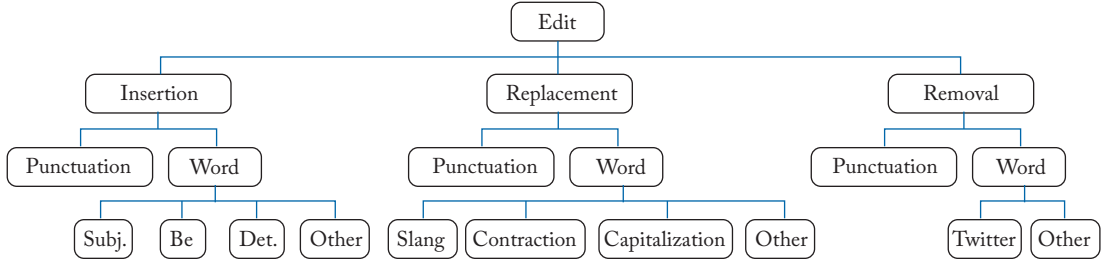 Edit
Insertion Replacement Removal
Punctuation Word Punctuation Word Punctuation Word
Subj. Be Det. Other Slang Contraction Capitalization Other Twitter Other